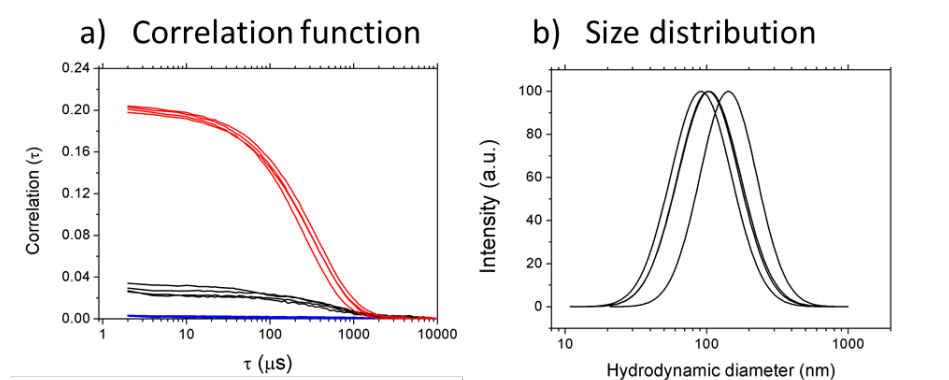 a) Correlation function
0.24
0.20
0.16
0.12
0.08
0.04
0.00
Correlation (τ)
1 10 100 1000 10000
τ (μs)
b) Size distribution
100
80
60
40
20
0
Intensity (a.u.)
10 100 1000
Hydrodynamic diameter (nm)